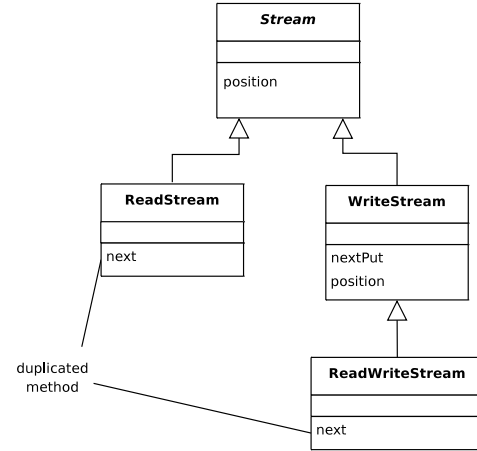 Stream
position
ReadStream
next
WriteStream
nextPut
position
duplicated
method
ReadWriteStream
next